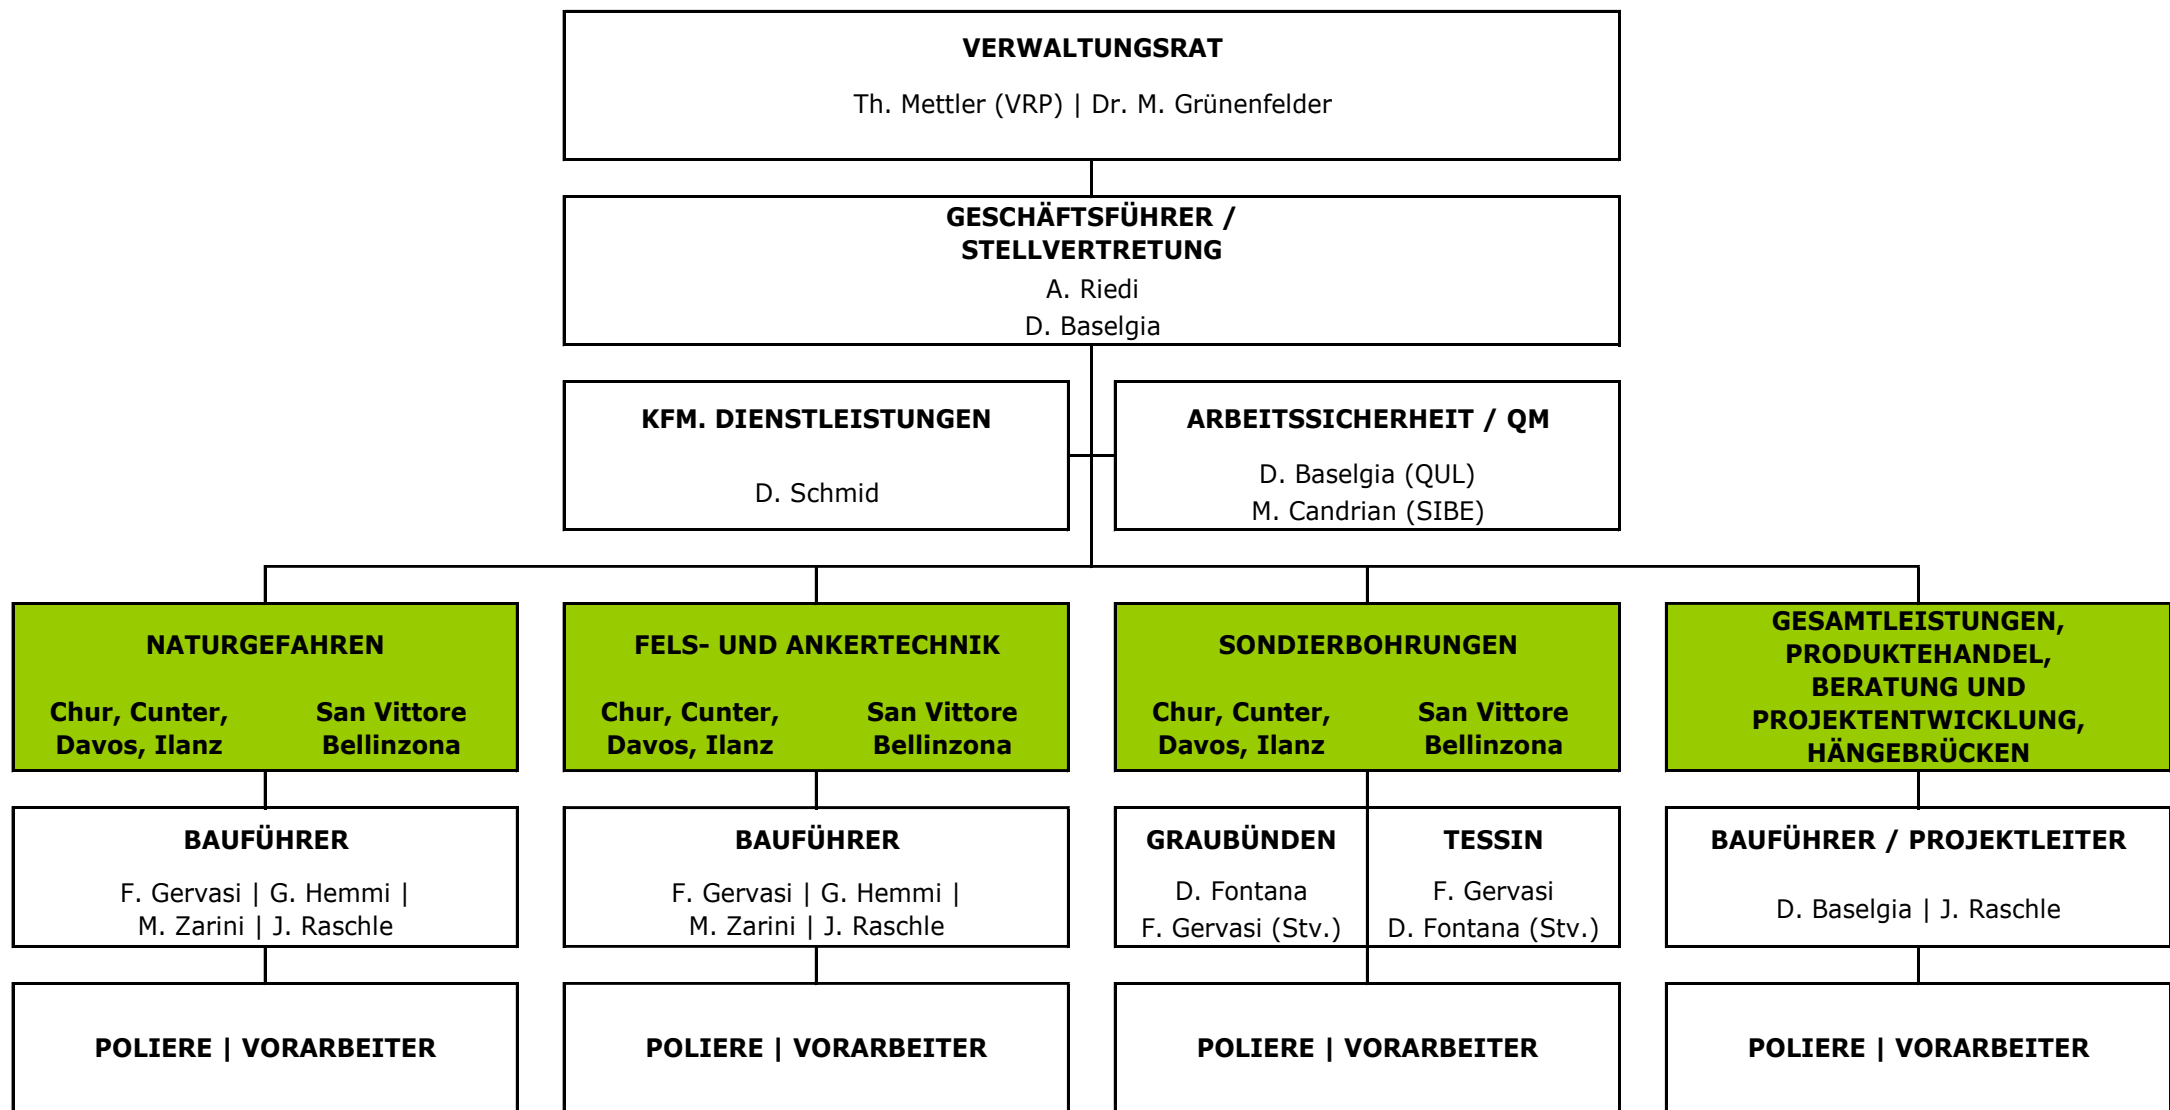 VERWALTUNGSRAT
Th. Mettler (VRP) | Dr. M. Grünenfelder
GESCHÄFTSFÜHRER /
STELLVERTRETUNG
A. Riedi
D. Baselgia
KFM. DIENSTLEISTUNGEN
D. Schmid
ARBEITSSICHERHEIT / QM
D. Baselgia (QUL)
M. Candrian (SIBE)
NATURGEFAHREN
Chur, Cunter,
Davos, Ilanz
San Vittore
Bellinzona
FELS- UND ANKERTECHNIK
Chur, Cunter,
Davos, Ilanz
San Vittore
Bellinzona
SONDIERBOHRUNGEN
Chur, Cunter,
Davos, Ilanz
San Vittore
Bellinzona
GESAMTLEISTUNGEN,
PRODUKTEHANDEL,
BERATUNG UND
PROJEKTENTWICKLUNG,
HÄNGEBRÜCKEN
BAUFÜHRER
F. Gervasi | G. Hemmi |
M. Zarini | J. Raschle
BAUFÜHRER
F. Gervasi | G. Hemmi |
M. Zarini | J. Raschle
GRAUBÜNDEN
D. Fontana
F. Gervasi (Stv.)
TESSIN
F. Gervasi
D. Fontana (Stv.)
BAUFÜHRER / PROJEKTLEITER
D. Baselgia | J. Raschle
POLIERE | VORARBEITER
POLIERE | VORARBEITER
POLIERE | VORARBEITER
POLIERE | VORARBEITER